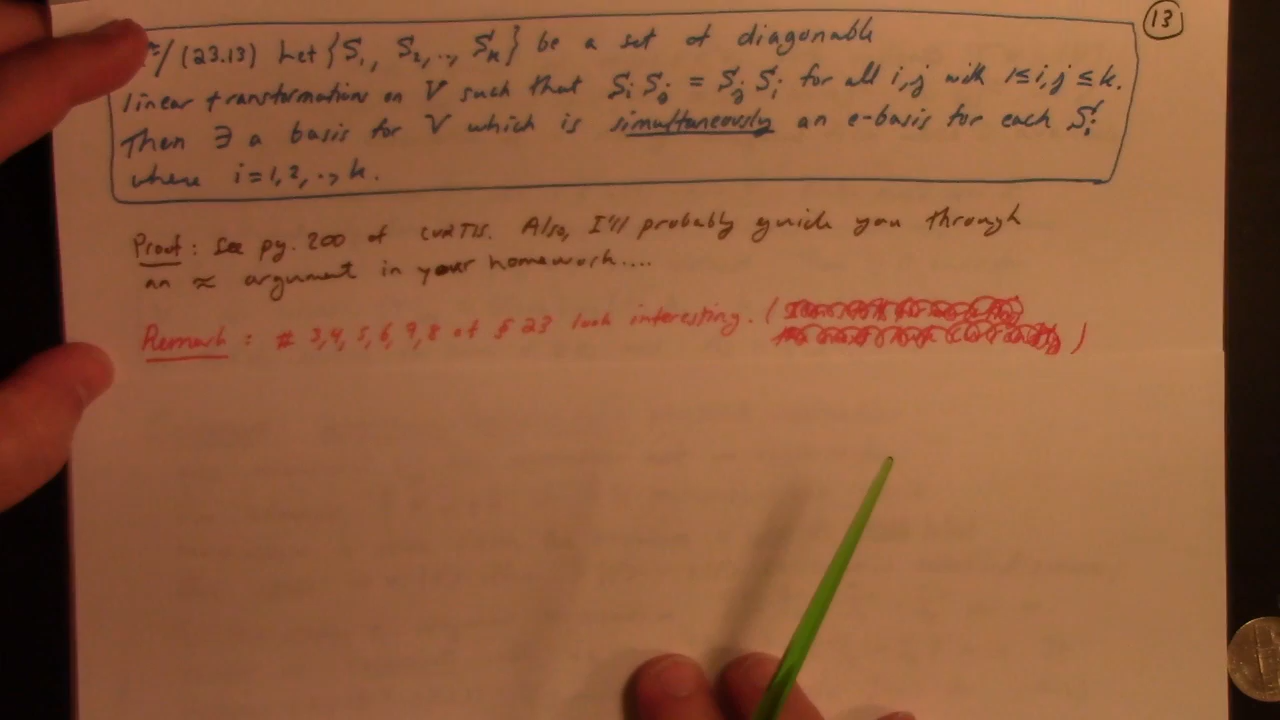 13
(23.13) Let {S₁, S₂, .., Sₖ} be a set of diagonable
linear transformations on V such that SᵢSⱼ = SⱼSᵢ for all i,j with 1≤i,j≤k.
Then ∃ a basis for V which is simultaneously an e-basis for each Sᵢ
where i=1,2,..,k.
Proof: See pg. 200 of CURTIS. Also, I'll probably guide you through
an ≈ argument in your homework....
Remark: # 3,4,5,6,7,8 of § 23 look interesting. (
)